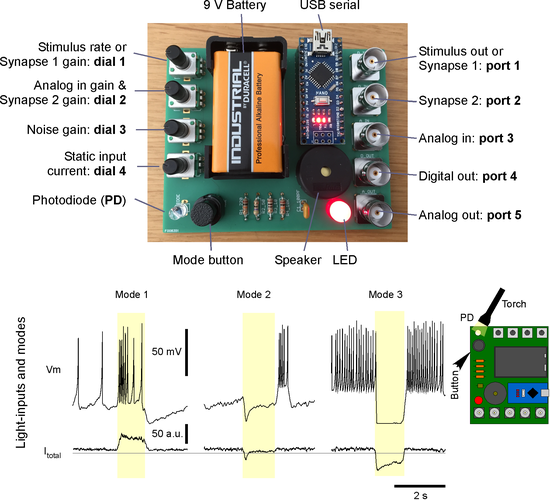 9 V Battery
USB serial
Stimulus rate or
Synapse 1 gain: dial 1
Analog in gain &
Synapse 2 gain: dial 2
Noise gain: dial 3
Static input
current: dial 4
Photodiode (PD)
INDUSTRIAL
BY DURACELL
Professional Alkaline Battery
Stimulus out or
Synapse 1: port 1
Synapse 2: port 2
Analog in: port 3
Digital out: port 4
Analog out: port 5
Mode button
Speaker
LED
Light-inputs and modes
Mode 1
Mode 2
Mode 3
Vm
50 mV
50 a.u.
Itotal
2 s
PD
Torch
Button